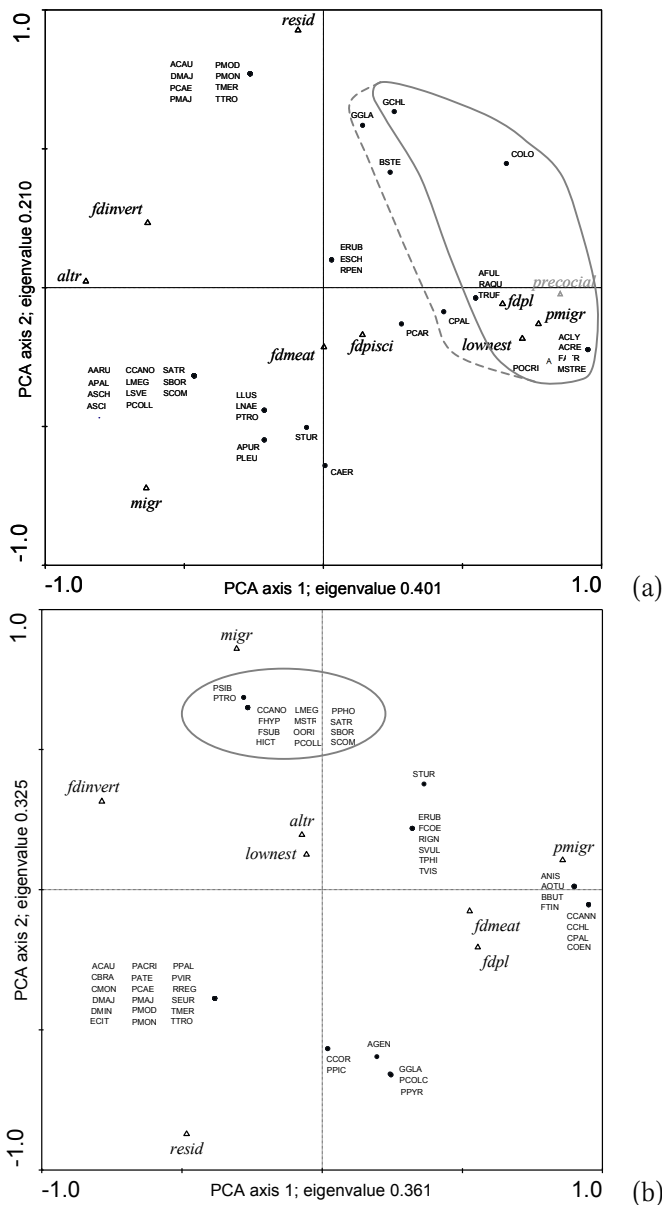 1.0
resid
ACAU PMOD
DMAJ PMON
PCAE TMER
PMAJ TTRO
GCHL
GGLA
COLO
BSTE
fdinvert
altr
ERUB
ESCH
RPEN
AFUL
RAQU
TRUF
precocial
fdpl
pmigr
CPAL
PCAR
lownest
fdpisci
fdmeat
ACLY
ACRE
MSTRE
POCRI
AARU CCANO SATR
APAL LMEG SBOR
ASCH LSVE SCOM
ASCI PCOLL
LLUS
LNAE
PTRO
STUR
APUR
PLEU
CAER
migr
PCA axis 2; eigenvalue 0.210
-1.0
-1.0 PCA axis 1; eigenvalue 0.401 1.0
(a)
1.0
migr
PSIB
PTRO
CCANO LMEG PPHO
FHYP MSTR SATR
FSUB OORI SBOR
HICT PCOLL SCOM
fdinvert
STUR
altr
lownest
ERUB
FCOE
RIGN
SVUL
TPHI
TVIS
pmigr
ANIS
AOTU
BBUT
FTIN
CCANN
CCHL
CPAL
COEN
fdmeat
fdpl
ACAU PACRI PPAL
CBRA PATE PVIR
CMON PCAE RREG
DMAJ PMAJ SEUR
DMIN PMOD TMER
ECIT PMON TTRO
CCOR
PPIC
AGEN
GGLA
PCOLC
PPYR
resid
PCA axis 2; eigenvalue 0.325
-1.0
-1.0 PCA axis 1; eigenvalue 0.361 1.0
(b)